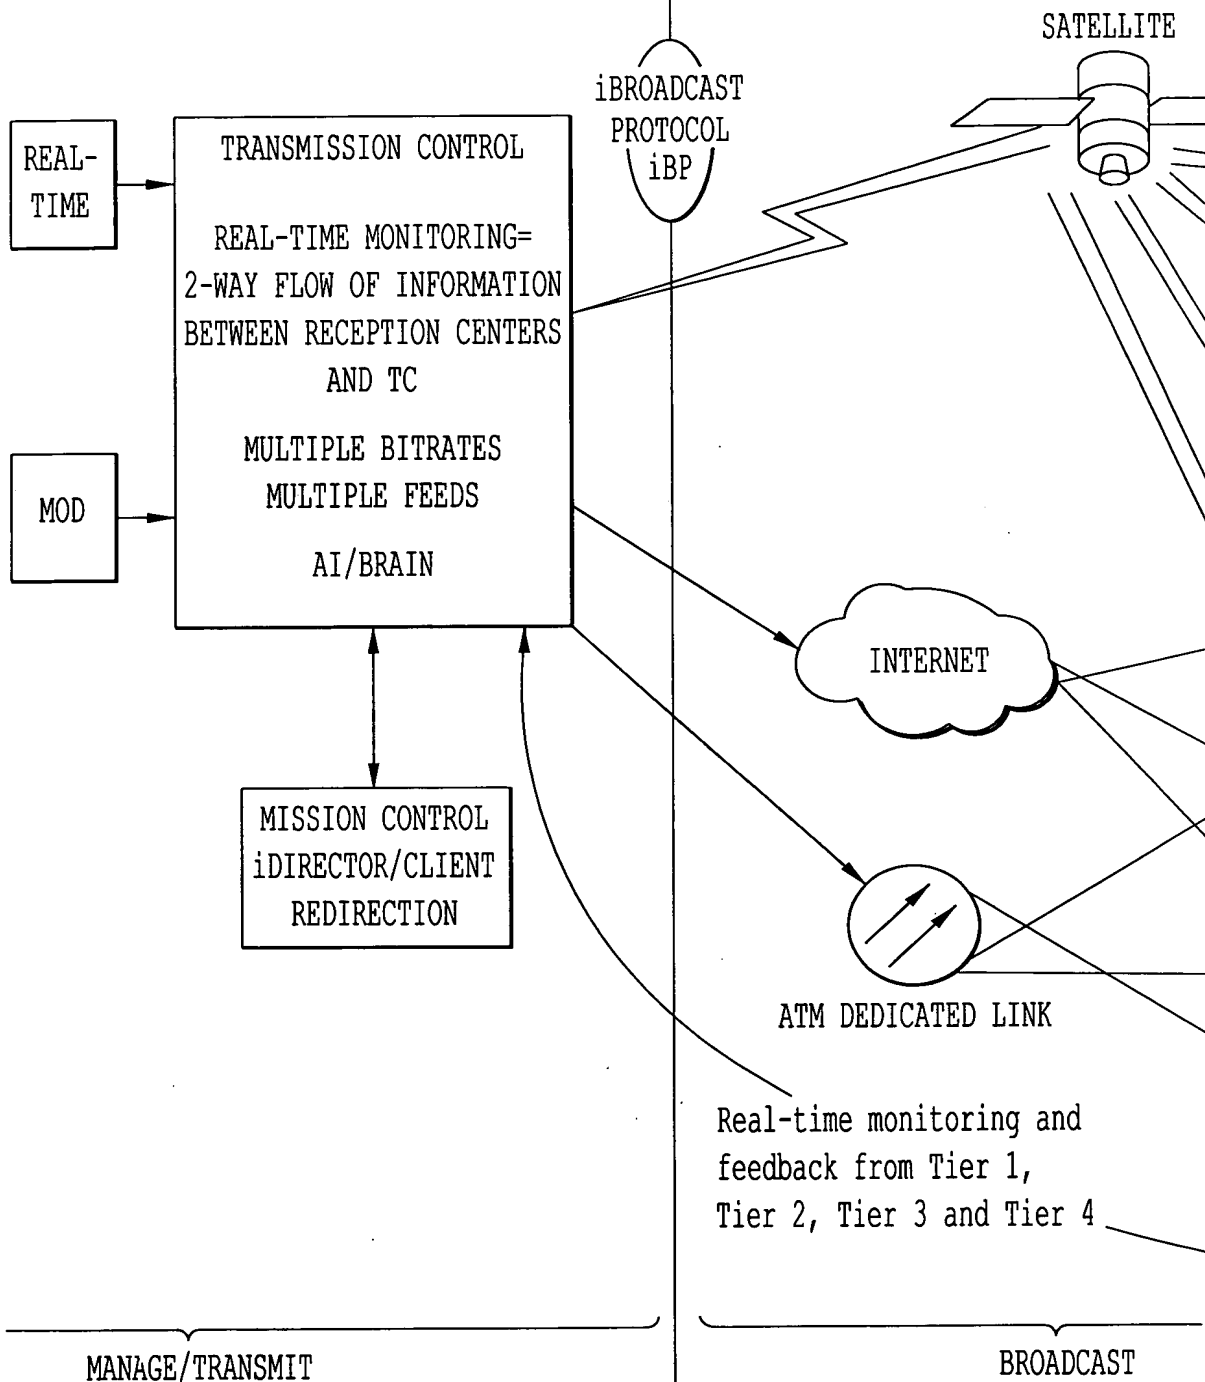 SATELLITE
iBROADCAST
PROTOCOL
iBP
REAL-
TIME
TRANSMISSION CONTROL
REAL-TIME MONITORING=
2-WAY FLOW OF INFORMATION
BETWEEN RECEPTION CENTERS
AND TC
MULTIPLE BITRATES
MULTIPLE FEEDS
AI/BRAIN
MOD
INTERNET
MISSION CONTROL
iDIRECTOR/CLIENT
REDIRECTION
ATM DEDICATED LINK
Real-time monitoring and
feedback from Tier 1,
Tier 2, Tier 3 and Tier 4
MANAGE/TRANSMIT
BROADCAST